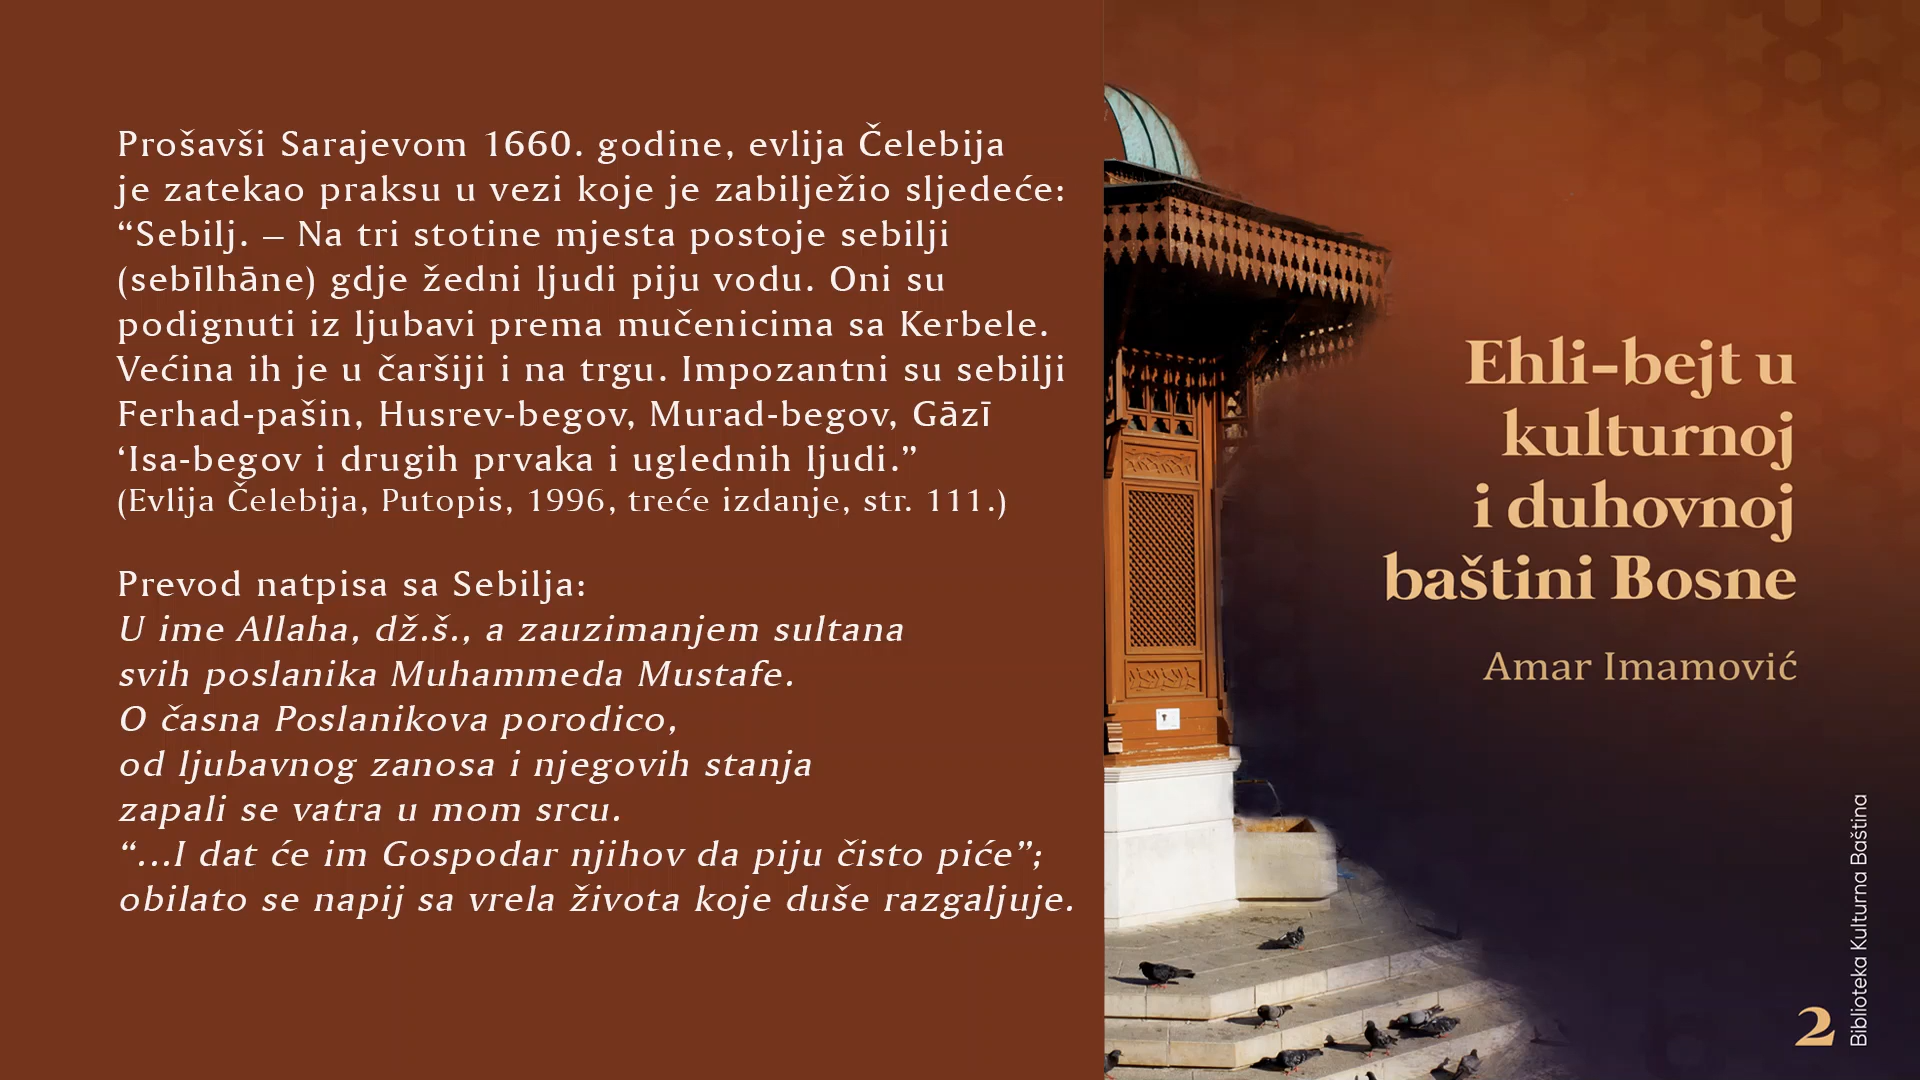 Prošavši Sarajevom 1660. godine, evlija Čelebija
je zatekao praksu u vezi koje je zabilježio sljedeće:
“Sebilj. – Na tri stotine mjesta postoje sebilji
(sebīlhāne) gdje žedni ljudi piju vodu. Oni su
podignuti iz ljubavi prema mučenicima sa Kerbele.
Većina ih je u čaršiji i na trgu. Impozantni su sebilji
Ferhad-pašin, Husrev-begov, Murad-begov, Gāzī
‘Isa-begov i drugih prvaka i uglednih ljudi.”
(Evlija Čelebija, Putopis, 1996, treće izdanje, str. 111.)
Prevod natpisa sa Sebilja:
U ime Allaha, dž.š., a zauzimanjem sultana
svih poslanika Muhammeda Mustafe.
O časna Poslanikova porodico,
od ljubavnog zanosa i njegovih stanja
zapali se vatra u mom srcu.
“...I dat će im Gospodar njihov da piju čisto piće”;
obilato se napij sa vrela života koje duše razgaljuje.
Ehli-bejt u
kulturnoj
i duhovnoj
baštini Bosne
Amar Imamović
2
Biblioteka Kulturna Baština